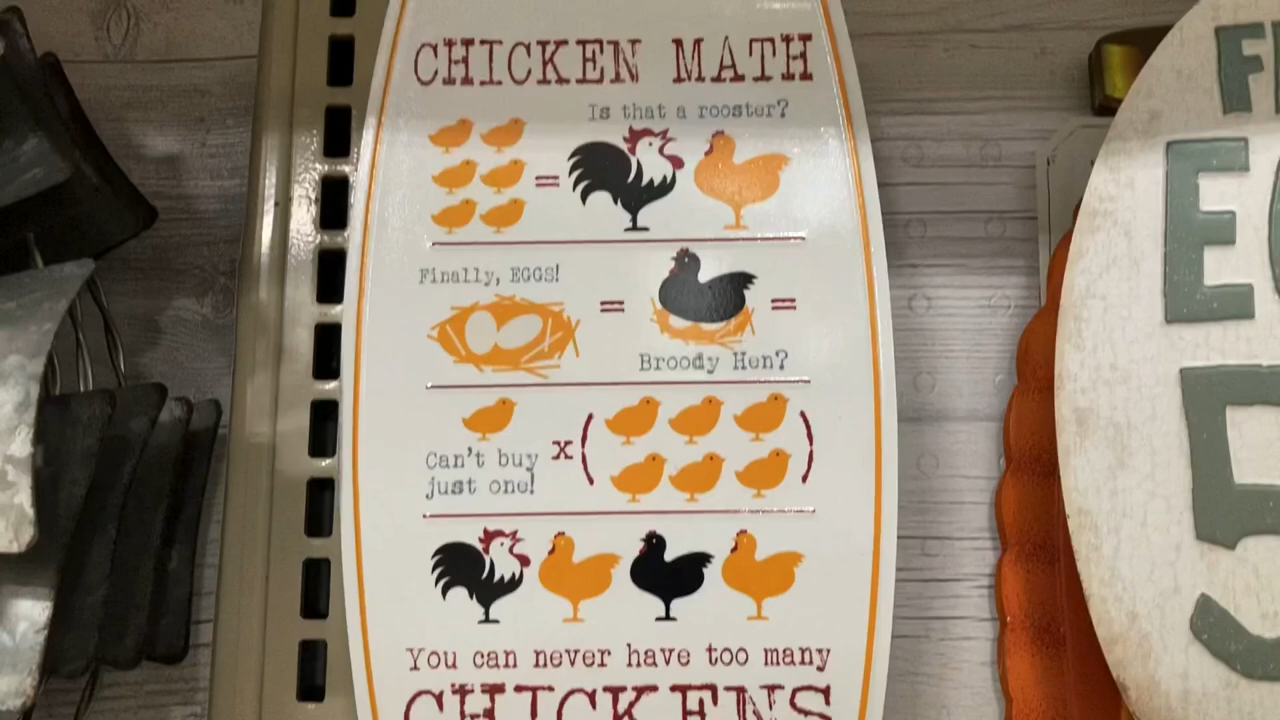 CHICKEN MATH
Is that a rooster?
=
Finally, EGGS!
= =
Broody Hen?
x ( )
Can't buy
just one!
You can never have too many
CHICKENS